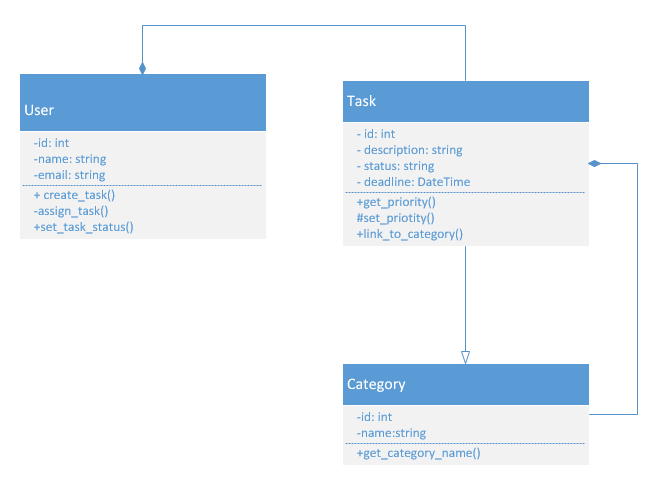 User
-id: int
-name: string
-email: string
+ create_task()
-assign_task()
+set_task_status()
Task
- id: int
- description: string
- status: string
- deadline: DateTime
+get_priority()
#set_priotity()
+link_to_category()
Category
-id: int
-name:string
+get_category_name()